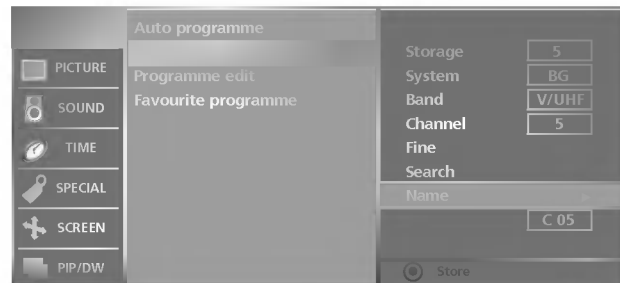 PICTURE
SOUND
TIME
SPECIAL
SCREEN
PIP/DW
Auto programme
Programme edit
Favourite programme
Storage 5
System BG
Band V/UHF
Channel 5
Fine
Search
Name
C 05
Store